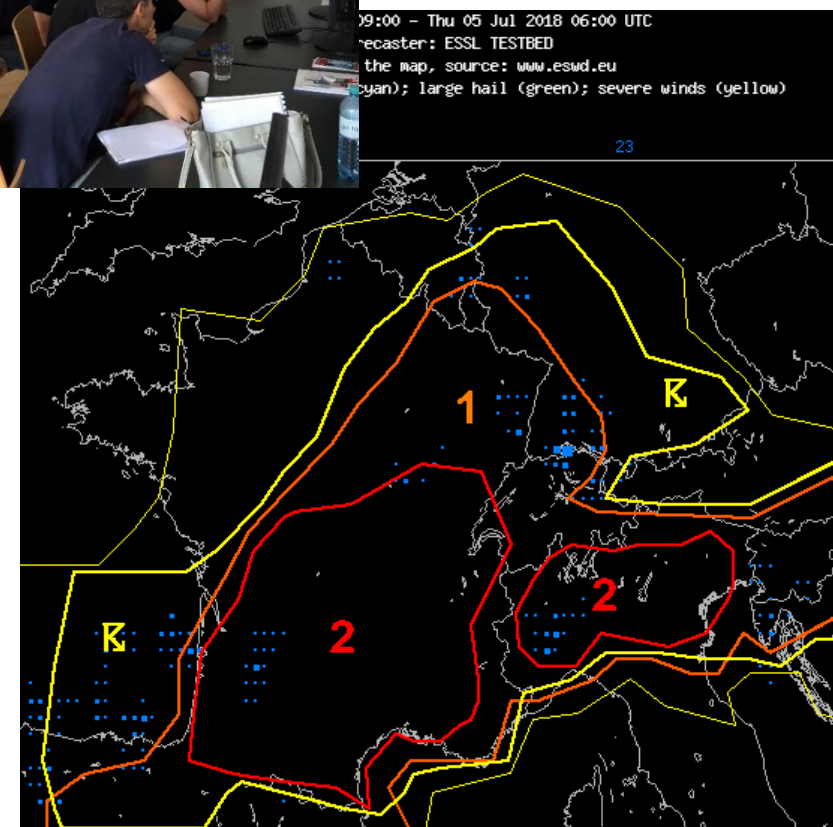 09:00 - Thu 05 Jul 2018 06:00 UTC
recaster: ESSL TESTBED
the map, source: www.eswd.eu
cyan); large hail (green); severe winds (yellow)
23
1
2
2